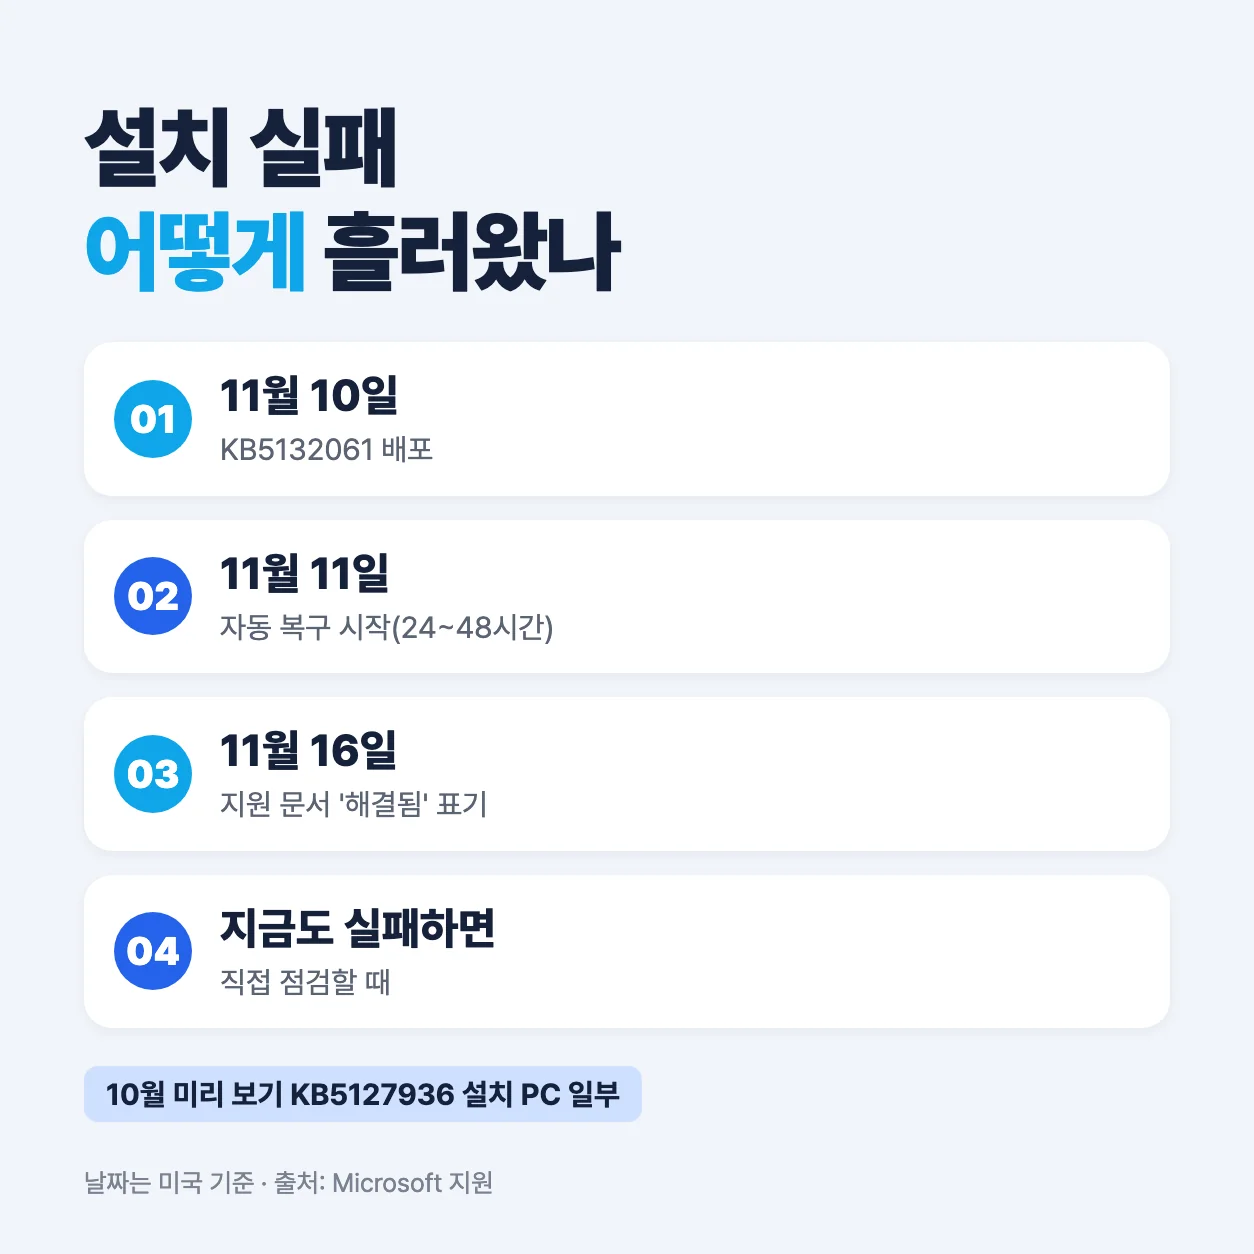 설치 실패
어떻게 흘러왔나
01
11월 10일
KB5132061 배포
02
11월 11일
자동 복구 시작(24~48시간)
03
11월 16일
지원 문서 '해결됨' 표기
04
지금도 실패하면
직접 점검할 때
10월 미리 보기 KB5127936 설치 PC 일부
날짜는 미국 기준 · 출처: Microsoft 지원